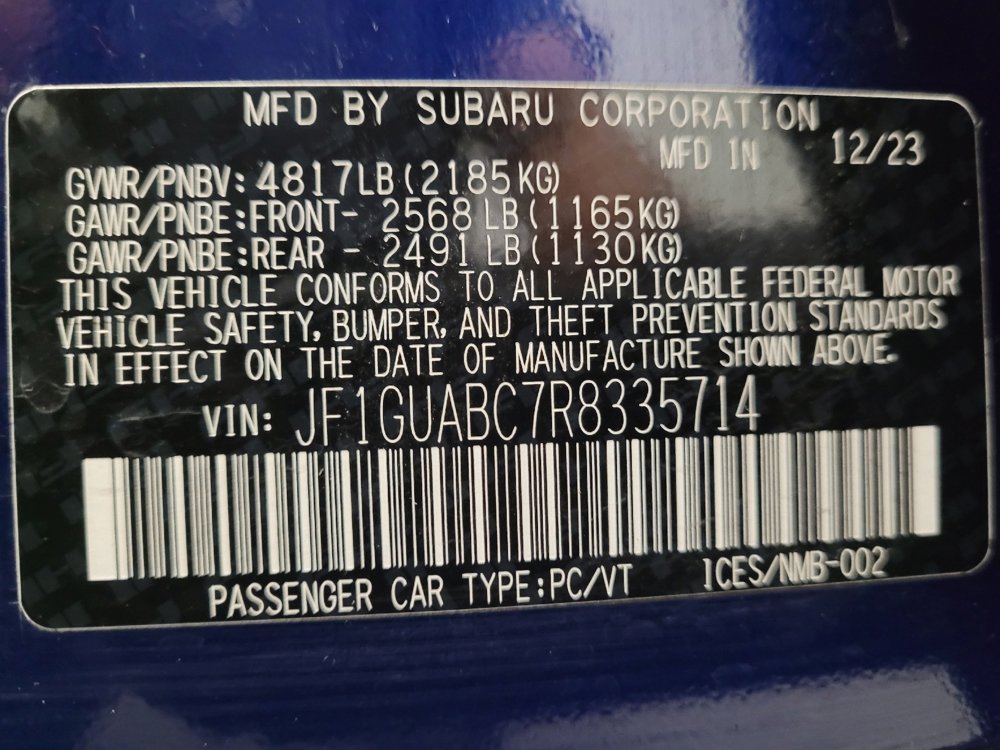 MFD BY SUBARU CORPORATION
MFD IN 12/23
GVWR/PNBV: 4817LB(2185KG)
GAWR/PNBE:FRONT- 2568 LB(1165KG)
GAWR/PNBE:REAR - 2491 LB(1130KG)
THIS VEHICLE CONFORMS TO ALL APPLICABLE FEDERAL MOTOR
VEHICLE SAFETY, BUMPER, AND THEFT PREVENTION STANDARDS
IN EFFECT ON THE DATE OF MANUFACTURE SHOWN ABOVE.
VIN: JF1GUABC7R8335714
PASSENGER CAR TYPE:PC/VT ICES/NMB-002